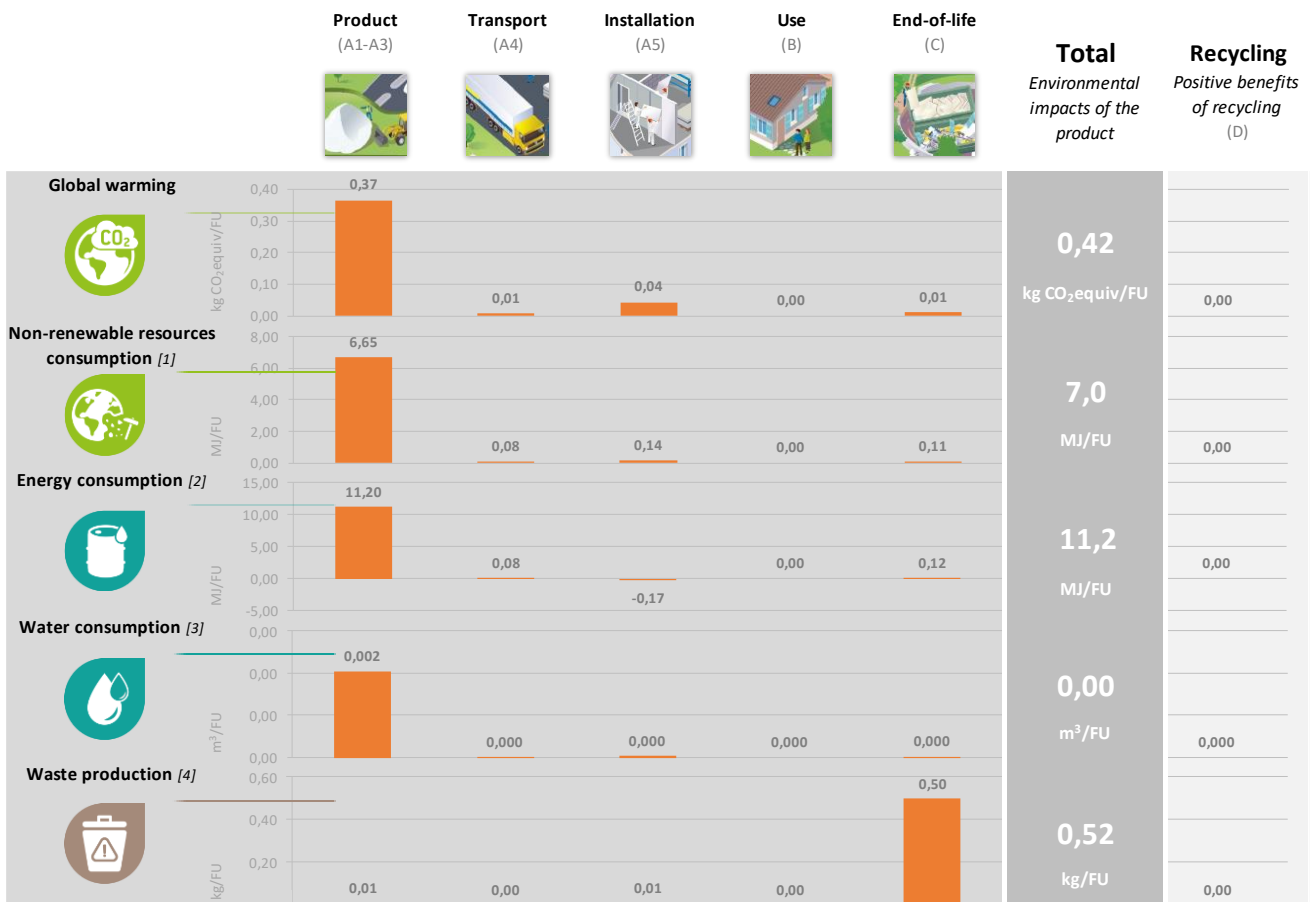 Product
(A1-A3)
Transport
(A4)
Installation
(A5)
Use
(B)
End-of-life
(C)
Total
Environmental
impacts of the
product
Recycling
Positive benefits
of recycling
(D)
Global warming
CO₂
kg CO₂equiv/FU
0,40
0,30
0,20
0,10
0,00
0,37
0,01
0,04
0,00
0,01
0,42
kg CO₂equiv/FU
0,00
Non-renewable resources
consumption [1]
MJ/FU
8,00
6,00
4,00
2,00
0,00
6,65
0,08
0,14
0,00
0,11
7,0
MJ/FU
0,00
Energy consumption [2]
MJ/FU
15,00
10,00
5,00
0,00
-5,00
11,20
0,08
-0,17
0,00
0,12
11,2
MJ/FU
0,00
Water consumption [3]
m³/FU
0,00
0,00
0,00
0,00
0,002
0,000
0,000
0,000
0,000
0,00
m³/FU
0,000
Waste production [4]
kg/FU
0,60
0,40
0,20
0,01
0,00
0,01
0,00
0,50
0,52
kg/FU
0,00